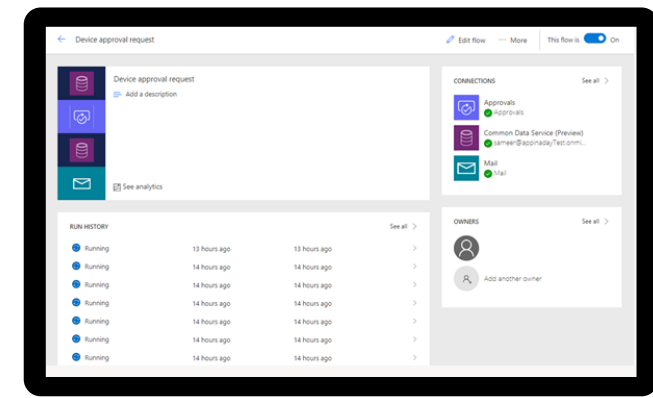 Device approval request
Edit flow
More
This flow is
On
Device approval request
Add a description
See analytics
CONNECTIONS
See all
Approvals
Approvals
Common Data Service (Preview)
sameer@appinadayTest.onmi...
Mail
Mail
RUN HISTORY
See all
Running 13 hours ago 13 hours ago
Running 14 hours ago 14 hours ago
Running 14 hours ago 14 hours ago
Running 14 hours ago 14 hours ago
Running 14 hours ago 14 hours ago
Running 14 hours ago 14 hours ago
Running 14 hours ago 14 hours ago
OWNERS
See all
Add another owner